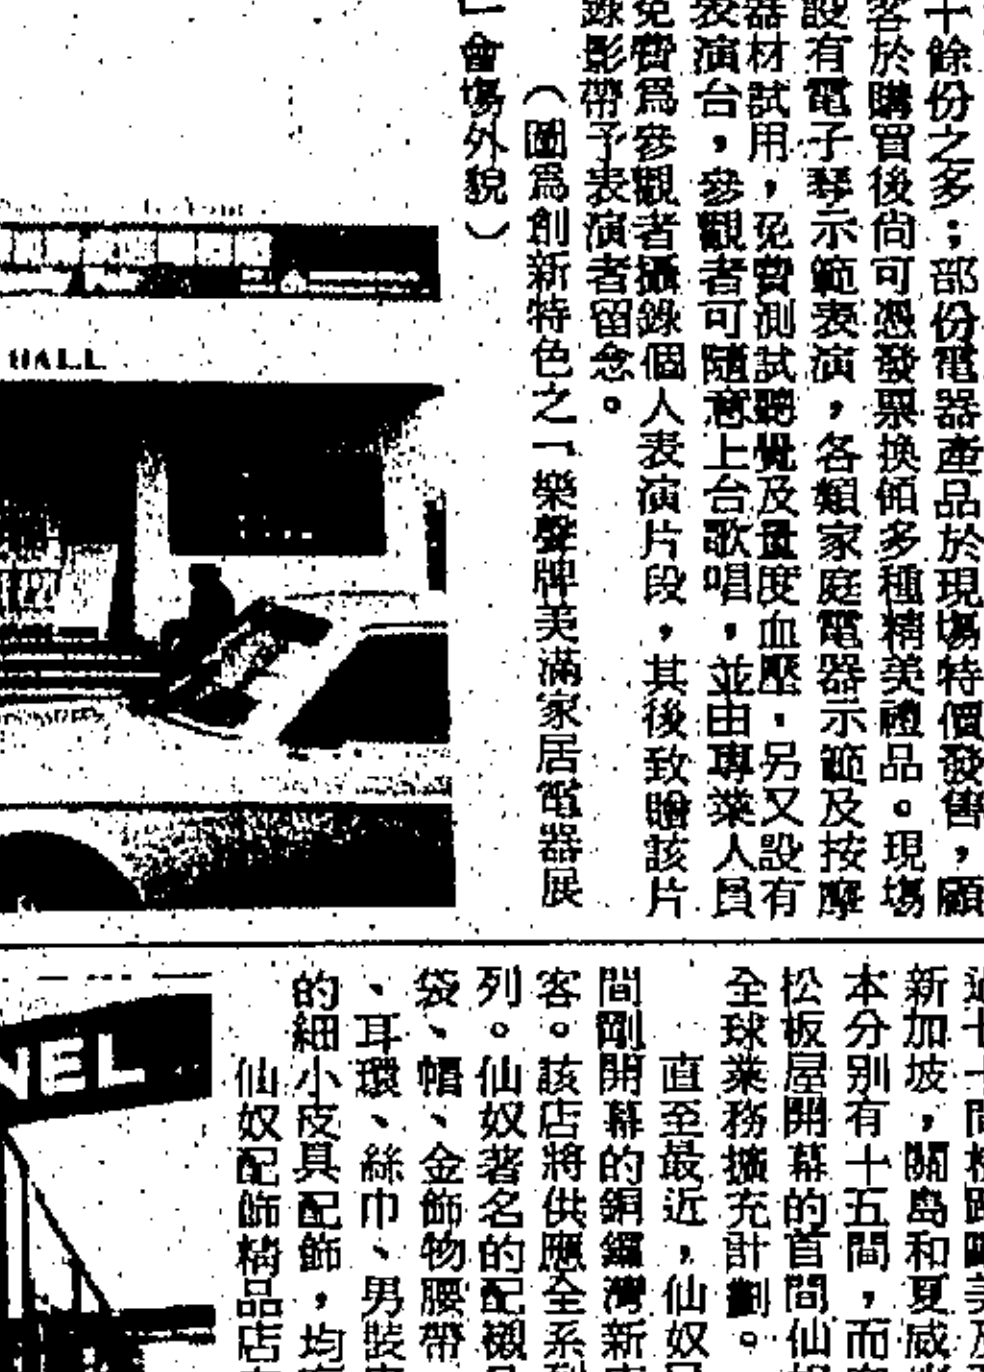 十餘份之多；部份電器產品於現場特價發售，顧
客於購買後尚可憑發票換領多種精美禮品。現場
設有電子琴示範表演，各類家庭電器示範及按摩
器材試用，免費測試聽覺及量度血壓。另又設有
表演台，參觀者可隨意上台歌唱，並由專業人員
免費爲參觀者攝錄個人表演片段，其後致贈該片
錄影帶予表演者留念。
（圖爲創新特色之「樂聲牌美滿家居電器展
」會場外貌）
HALL
新加坡，關島和夏威
本分別有十五間，而
松板屋開幕的首間仙
全球業務擴充計劃。
直至最近，仙奴
間剛開幕的銅鑼灣新
客。該店將供應全系
列。仙奴著名的配襯
袋、帽、金飾物腰帶
、耳環、絲巾、男裝
的細小皮具配飾，均
仙奴配飾精品店
NEL